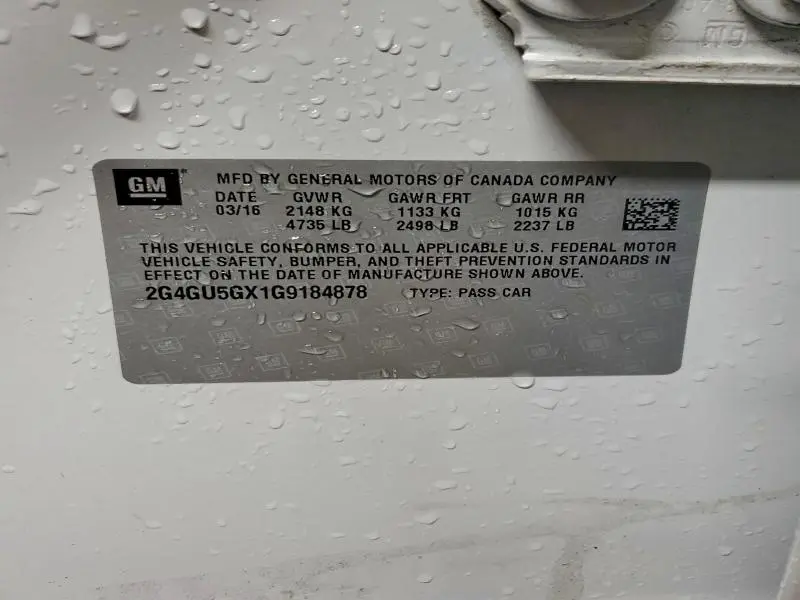 GM
MFD BY GENERAL MOTORS OF CANADA COMPANY
DATE GVWR GAWR FRT GAWR RR
03/16 2148 KG 1133 KG 1015 KG
4735 LB 2498 LB 2237 LB
THIS VEHICLE CONFORMS TO ALL APPLICABLE U.S. FEDERAL MOTOR
VEHICLE SAFETY, BUMPER, AND THEFT PREVENTION STANDARDS IN
EFFECT ON THE DATE OF MANUFACTURE SHOWN ABOVE.
2G4GU5GX1G9184878 TYPE: PASS CAR